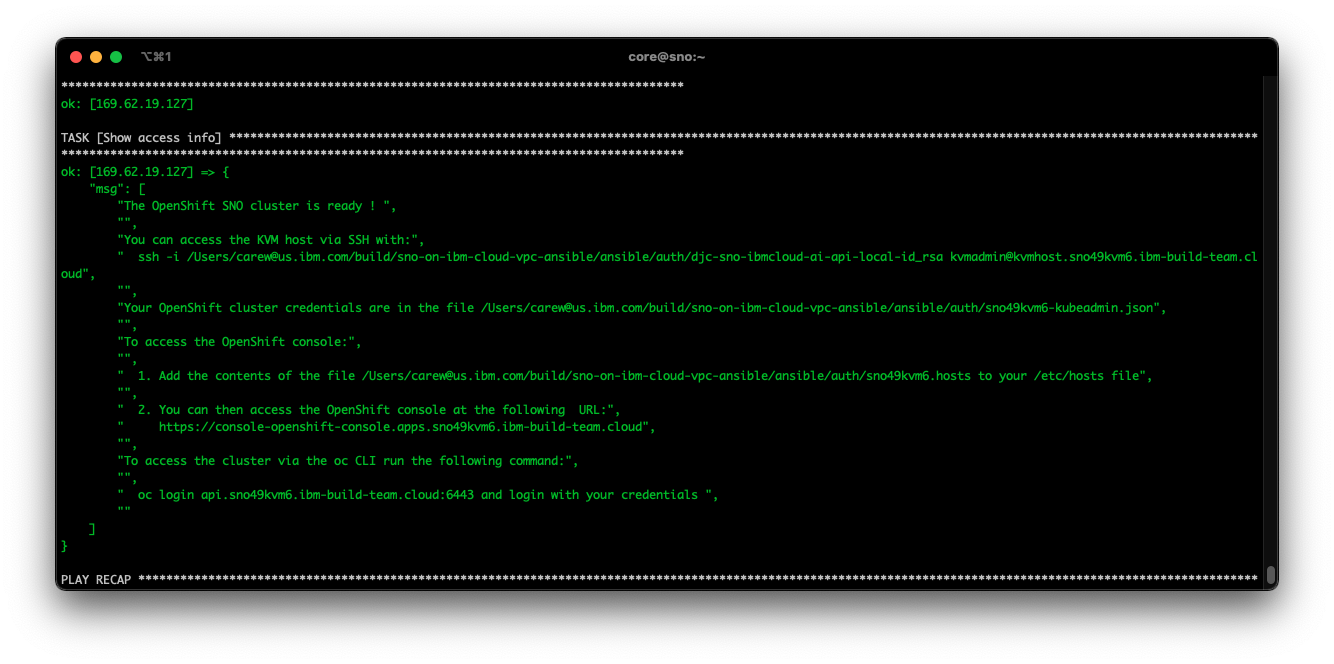 ⌥⌘1
core@sno:~
*****************************************************************************************
ok: [169.62.19.127]
TASK [Show access info] ***************************************************************************************************************************************************
*****************************************************************************************
ok: [169.62.19.127] => {
    "msg": [
        "The OpenShift SNO cluster is ready ! ",
        "",
        "You can access the KVM host via SSH with:",
        "  ssh -i /Users/carew@us.ibm.com/build/sno-on-ibm-cloud-vpc-ansible/ansible/auth/djc-sno-ibmcloud-ai-api-local-id_rsa kvmadmin@kvmhost.sno49kvm6.ibm-build-team.cl
oud",
        "",
        "Your OpenShift cluster credentials are in the file /Users/carew@us.ibm.com/build/sno-on-ibm-cloud-vpc-ansible/ansible/auth/sno49kvm6-kubeadmin.json",
        "",
        "To access the OpenShift console:",
        "",
        "  1. Add the contents of the file /Users/carew@us.ibm.com/build/sno-on-ibm-cloud-vpc-ansible/ansible/auth/sno49kvm6.hosts to your /etc/hosts file",
        "",
        "  2. You can then access the OpenShift console at the following  URL:",
        "     https://console-openshift-console.apps.sno49kvm6.ibm-build-team.cloud",
        "",
        "To access the cluster via the oc CLI run the following command:",
        "",
        "  oc login api.sno49kvm6.ibm-build-team.cloud:6443 and login with your credentials ",
        ""
    ]
}
PLAY RECAP ****************************************************************************************************************************************************************